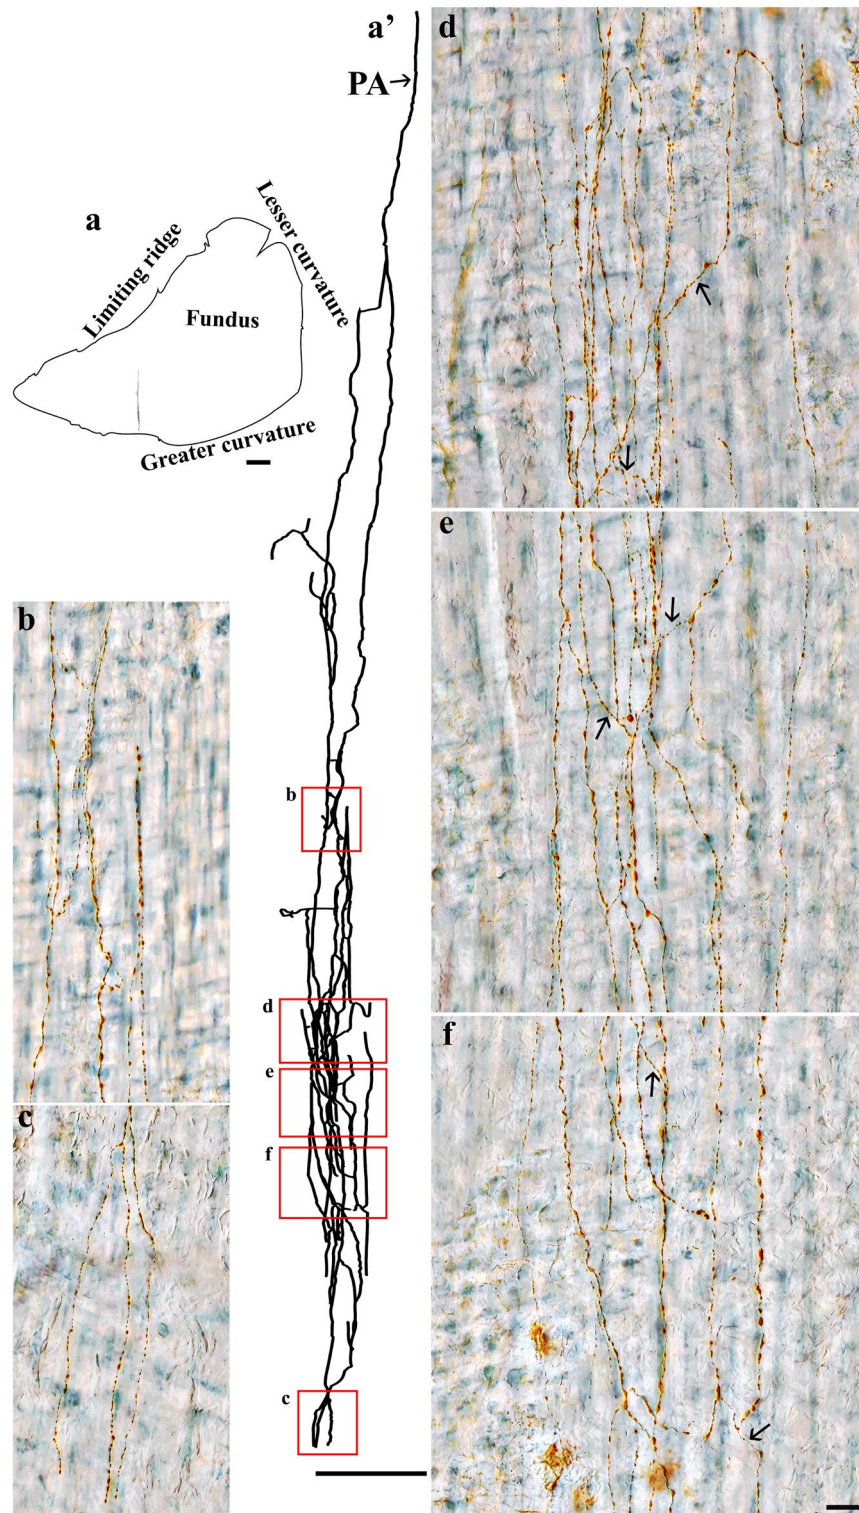 a
Limiting ridge
Lesser curvature
Fundus
Greater curvature
a’
PA
b
d
e
f
c
b
c
d
e
f